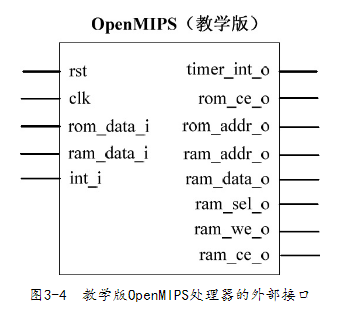 OpenMIPS（教学版）
rst
timer_int_o
clk
rom_ce_o
rom_data_i
rom_addr_o
ram_data_i
ram_addr_o
int_i
ram_data_o
ram_sel_o
ram_we_o
ram_ce_o
图3-4 教学版OpenMIPS处理器的外部接口